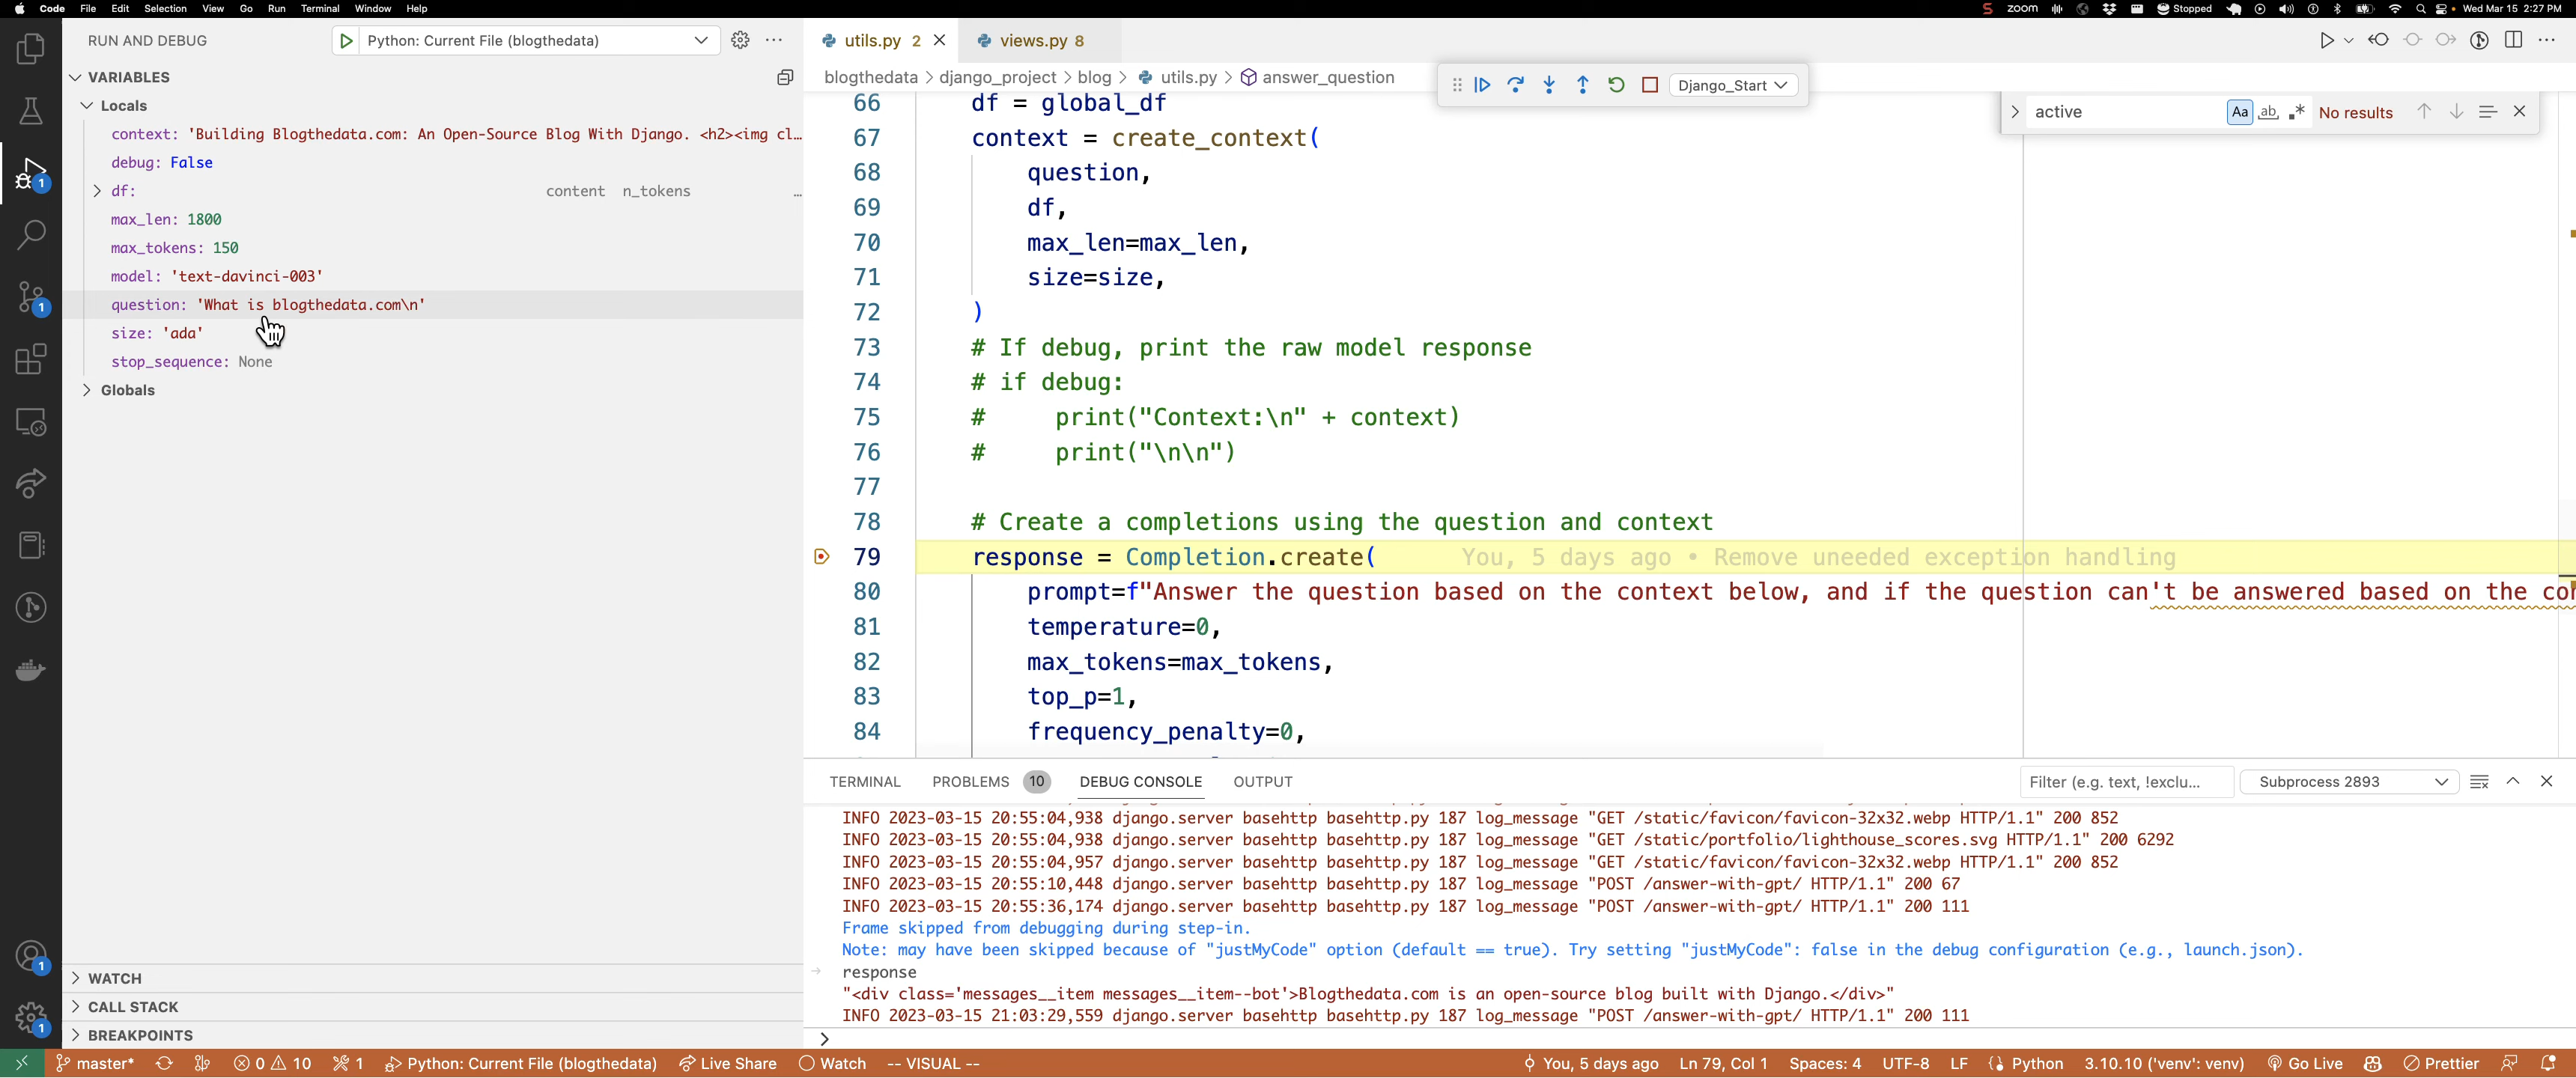 Code File Edit Selection View Go Run Terminal Window Help
zoom Stopped Wed Mar 15 2:27 PM
RUN AND DEBUG Python: Current File (blogthedata)
VARIABLES
Locals
context: 'Building Blogthedata.com: An Open-Source Blog With Django. <h2><img cl…
debug: False
df: content n_tokens …
max_len: 1800
max_tokens: 150
model: 'text-davinci-003'
question: 'What is blogthedata.com\n'
size: 'ada'
stop_sequence: None
Globals
WATCH
CALL STACK
BREAKPOINTS
1
1
1
1
utils.py 2 views.py 8
blogthedata > django_project > blog > utils.py > answer_question
Django_Start
active Aa ab .* No results
66 df = global_df
67 context = create_context(
68 question,
69 df,
70 max_len=max_len,
71 size=size,
72 )
73 # If debug, print the raw model response
74 # if debug:
75 #     print("Context:\n" + context)
76 #     print("\n\n")
77
78 # Create a completions using the question and context
79 response = Completion.create( You, 5 days ago • Remove uneeded exception handling
80 prompt=f"Answer the question based on the context below, and if the question can't be answered based on the con
81 temperature=0,
82 max_tokens=max_tokens,
83 top_p=1,
84 frequency_penalty=0,
TERMINAL PROBLEMS 10 DEBUG CONSOLE OUTPUT Filter (e.g. text, !exclu... Subprocess 2893
INFO 2023-03-15 20:55:04,938 django.server basehttp basehttp.py 187 log_message "GET /static/favicon/favicon-32x32.webp HTTP/1.1" 200 852
INFO 2023-03-15 20:55:04,938 django.server basehttp basehttp.py 187 log_message "GET /static/portfolio/lighthouse_scores.svg HTTP/1.1" 200 6292
INFO 2023-03-15 20:55:04,957 django.server basehttp basehttp.py 187 log_message "GET /static/favicon/favicon-32x32.webp HTTP/1.1" 200 852
INFO 2023-03-15 20:55:10,448 django.server basehttp basehttp.py 187 log_message "POST /answer-with-gpt/ HTTP/1.1" 200 67
INFO 2023-03-15 20:55:36,174 django.server basehttp basehttp.py 187 log_message "POST /answer-with-gpt/ HTTP/1.1" 200 111
Frame skipped from debugging during step-in.
Note: may have been skipped because of "justMyCode" option (default == true). Try setting "justMyCode": false in the debug configuration (e.g., launch.json).
response
"<div class='messages__item messages__item--bot'>Blogthedata.com is an open-source blog built with Django.</div>"
INFO 2023-03-15 21:03:29,559 django.server basehttp basehttp.py 187 log_message "POST /answer-with-gpt/ HTTP/1.1" 200 111
master* 0 10 1 Python: Current File (blogthedata) Live Share Watch -- VISUAL -- You, 5 days ago Ln 79, Col 1 Spaces: 4 UTF-8 LF Python 3.10.10 ('venv': venv) Go Live Prettier